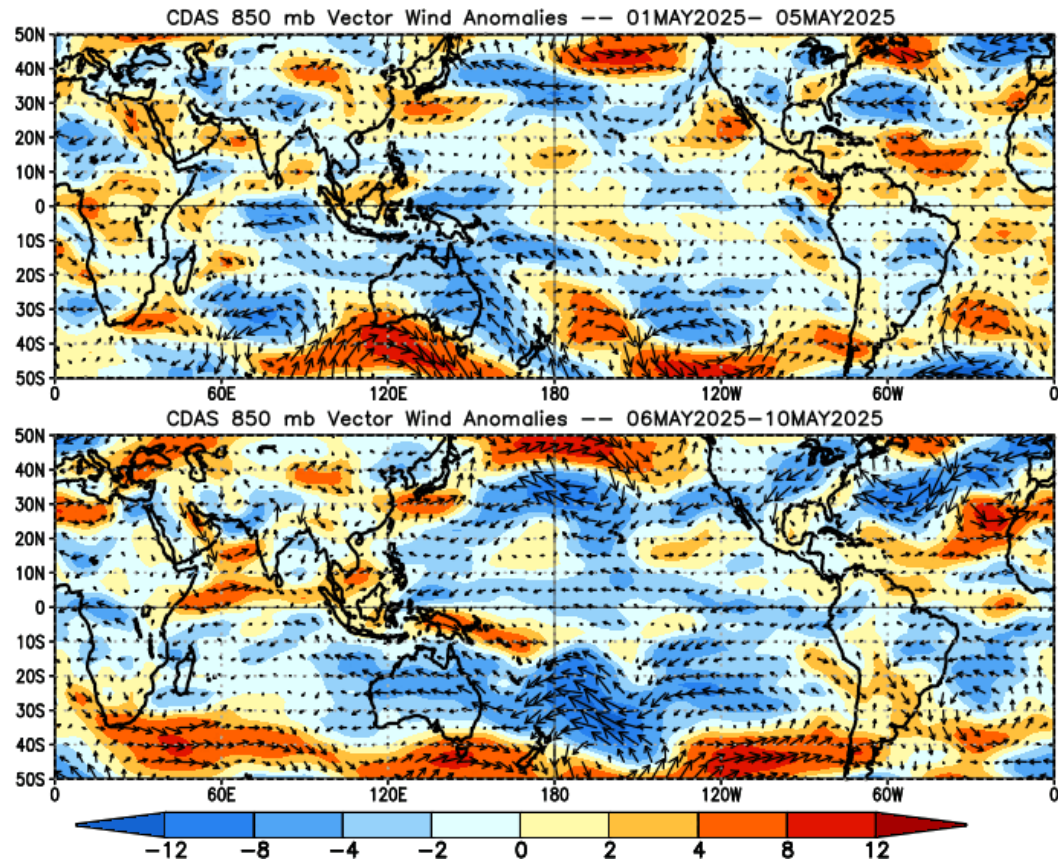 CDAS 850 mb Vector Wind Anomalies -- 01MAY2025- 05MAY2025
50N
40N
30N
20N
10N
0
10S
20S
30S
40S
50S
0 60E 120E 180 120W 60W 0
CDAS 850 mb Vector Wind Anomalies -- 06MAY2025-10MAY2025
50N
40N
30N
20N
10N
0
10S
20S
30S
40S
50S
0 60E 120E 180 120W 60W 0
-12 -8 -4 -2 0 2 4 8 12